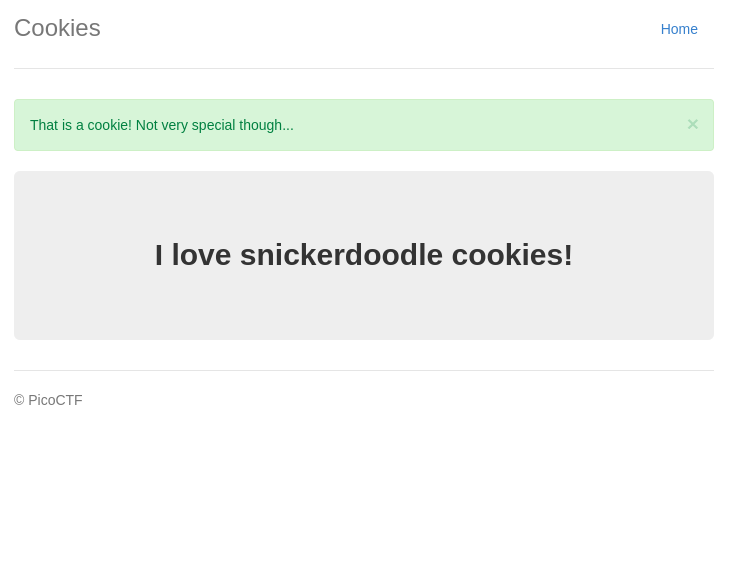 Cookies
Home
That is a cookie! Not very special though...
×
I love snickerdoodle cookies!
© PicoCTF